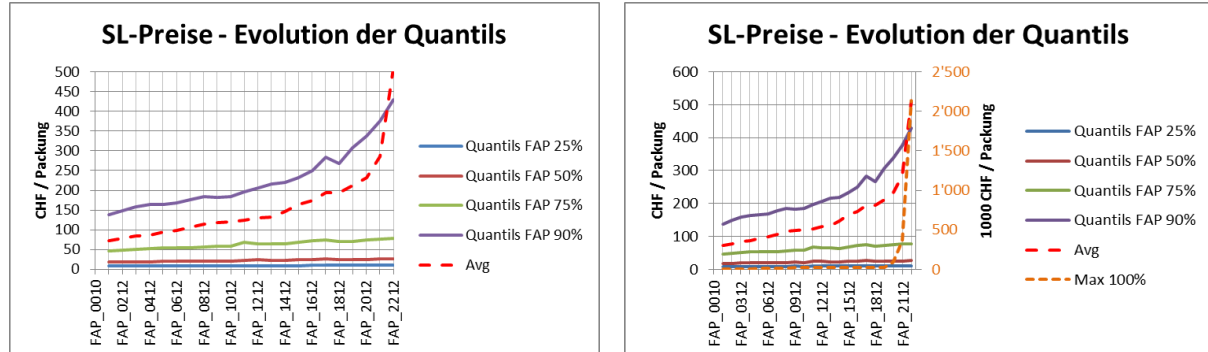 SL-Preise - Evolution der Quantils
CHF / Packung
500
450
400
350
300
250
200
150
100
50
0
FAP_0010
FAP_0212
FAP_0412
FAP_0612
FAP_0812
FAP_1012
FAP_1212
FAP_1412
FAP_1612
FAP_1812
FAP_2012
FAP_2212
Quantils FAP 25%
Quantils FAP 50%
Quantils FAP 75%
Quantils FAP 90%
Avg
SL-Preise - Evolution der Quantils
CHF / Packung
600
500
400
300
200
100
0
2'500
2'000
1'500
1'000
500
0
1000 CHF / Packung
FAP_0010
FAP_0312
FAP_0612
FAP_0912
FAP_1212
FAP_1512
FAP_1812
FAP_2112
Quantils FAP 25%
Quantils FAP 50%
Quantils FAP 75%
Quantils FAP 90%
Avg
Max 100%